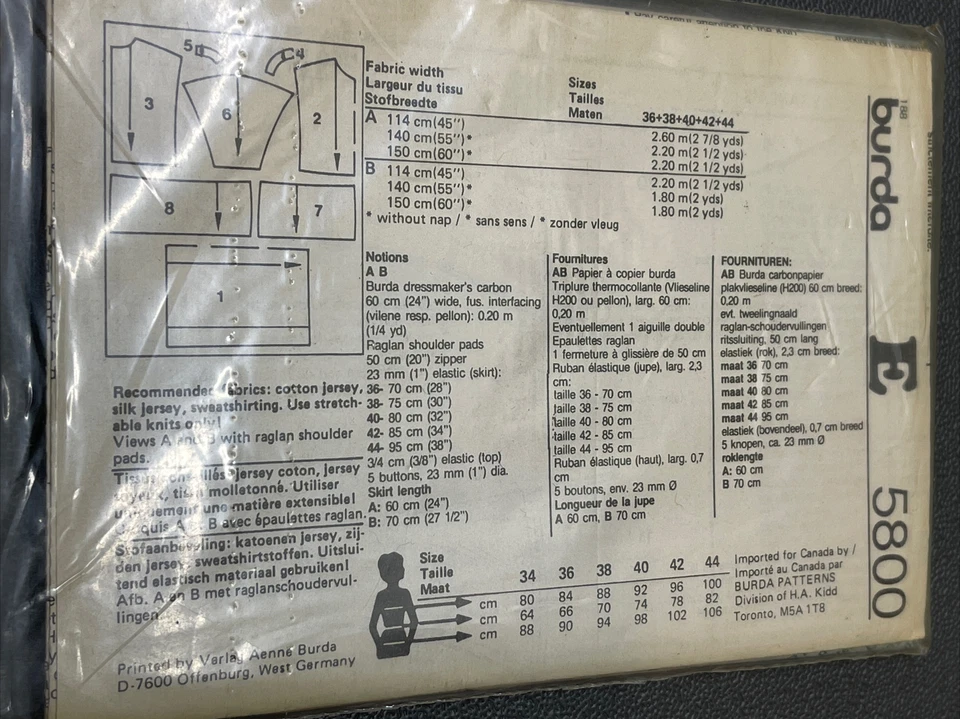 5
4
3
6
2
8
7
1
Fabric width
Largeur du tissu
Stofbreedte
Sizes
Tailles
Maten
36+38+40+42+44
A 114 cm(45'') 2.60 m(2 7/8 yds)
140 cm(55'')* 2.20 m(2 1/2 yds)
150 cm(60'')* 2.20 m(2 1/2 yds)
B 114 cm(45'') 2.20 m(2 1/2 yds)
140 cm(55'')* 1.80 m(2 yds)
150 cm(60'')* 1.80 m(2 yds)
* without nap / * sans sens / * zonder vleug
Notions
A B
Burda dressmaker's carbon
60 cm (24'') wide, fus. interfacing
(vilene resp. pellon): 0.20 m
(1/4 yd)
Raglan shoulder pads
50 cm (20'') zipper
23 mm (1'') elastic (skirt):
36- 70 cm (28'')
38- 75 cm (30'')
40- 80 cm (32'')
42- 85 cm (34'')
44- 95 cm (38'')
3/4 cm (3/8'') elastic (top)
5 buttons, 23 mm (1'') dia.
Skirt length
A: 60 cm (24'')
B: 70 cm (27 1/2'')
Fournitures
AB Papier à copier burda
Triplure thermocollante (Vlieseline
H200 ou pellon), larg. 60 cm:
0,20 m
Eventuellement 1 aiguille double
Epaulettes raglan
1 fermeture à glissière de 50 cm
Ruban élastique (jupe), larg. 2,3
cm:
taille 36 - 70 cm
taille 38 - 75 cm
taille 40 - 80 cm
taille 42 - 85 cm
taille 44 - 95 cm
Ruban élastique (haut), larg. 0,7
cm
5 boutons, env. 23 mm Ø
Longueur de la jupe
A 60 cm, B 70 cm
FOURNITUREN:
AB Burda carbonpapier
plakvlieseline (H200) 60 cm breed:
0,20 m
evt. tweelingnaald
raglan-schoudervullingen
ritssluiting, 50 cm lang
elastiek (rok), 2,3 cm breed:
maat 36 70 cm
maat 38 75 cm
maat 40 80 cm
maat 42 85 cm
maat 44 95 cm
elastiek (bovendeel), 0,7 cm breed
5 knopen, ca. 23 mm Ø
roklengte
A: 60 cm
B 70 cm
Recommended fabrics: cotton jersey,
silk jersey, sweatshirting. Use stretch-
able knits only!
Views A and B with raglan shoulder
pads.
jersey coton, jersey
molletonné. Utiliser
uniquement une matière extensible!
Croquis A B avec épaulettes raglan.
Stofaanbeveling: katoenen jersey, zij-
den jersey, sweatshirtstoffen. Uitslui-
tend elastisch materiaal gebruiken!
Afb. A en B met raglanschoudervul-
lingen.
Printed by Verlag Aenne Burda
D-7600 Offenburg, West Germany
Size
Taille
Maat
34 36 38 40 42 44
cm 80 84 88 92 96 100
cm 64 66 70 74 78 82
cm 88 90 94 98 102 106
Imported for Canada by /
Importé au Canada par
BURDA PATTERNS
Division of H.A. Kidd
Toronto, M5A 1T8
188
burda
E
5800